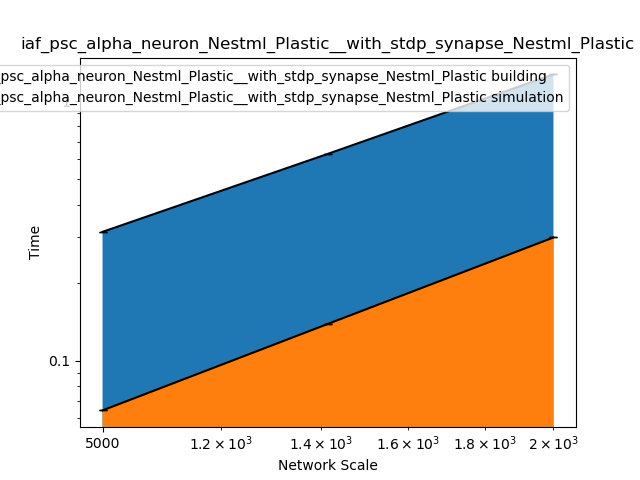 iaf_psc_alpha_neuron_Nestml_Plastic__with_stdp_synapse_Nestml_Plastic
psc_alpha_neuron_Nestml_Plastic__with_stdp_synapse_Nestml_Plastic building
psc_alpha_neuron_Nestml_Plastic__with_stdp_synapse_Nestml_Plastic simulation
Time
0.1
5000
1.2 × 10³
1.4 × 10³
1.6 × 10³
1.8 × 10³
2 × 10³
Network Scale